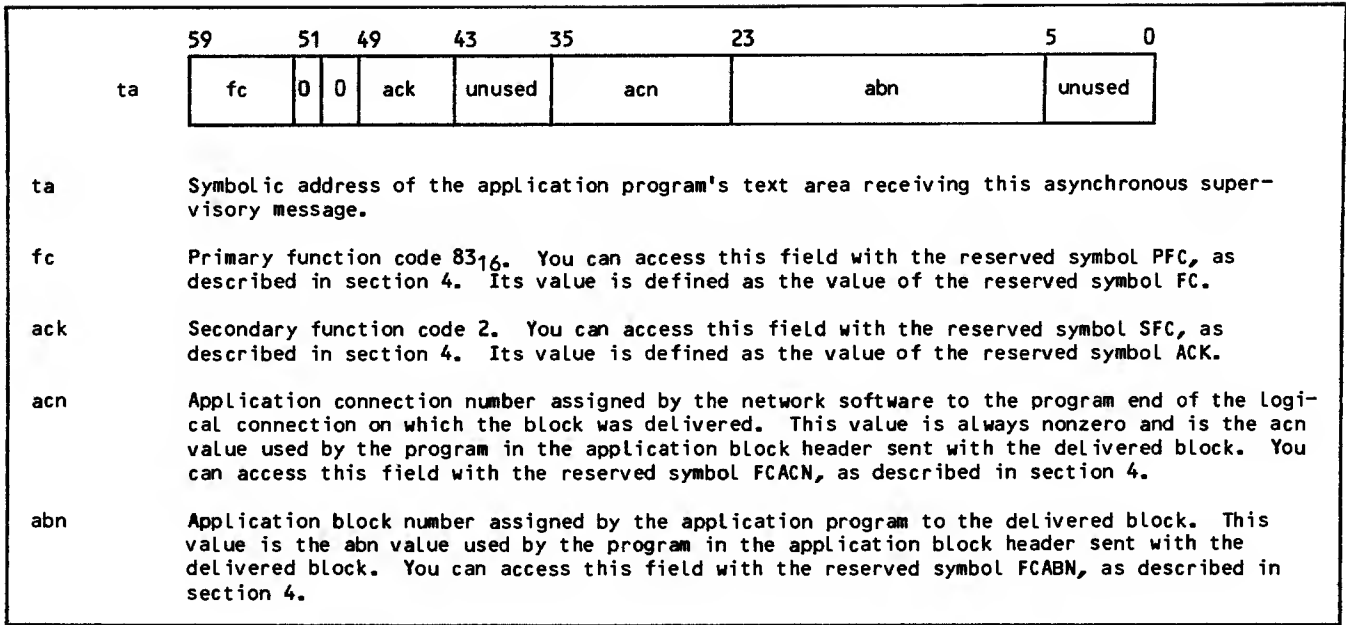 59 51 49 43 35 23 5 0
ta fc 0 0 ack unused acn abn unused
ta Symbolic address of the application program's text area receiving this asynchronous super-
visory message.
fc Primary function code 83₁₆. You can access this field with the reserved symbol PFC, as
described in section 4. Its value is defined as the value of the reserved symbol FC.
ack Secondary function code 2. You can access this field with the reserved symbol SFC, as
described in section 4. Its value is defined as the value of the reserved symbol ACK.
acn Application connection number assigned by the network software to the program end of the logi-
cal connection on which the block was delivered. This value is always nonzero and is the acn
value used by the program in the application block header sent with the delivered block. You
can access this field with the reserved symbol FCACN, as described in section 4.
abn Application block number assigned by the application program to the delivered block. This
value is the abn value used by the program in the application block header sent with the
delivered block. You can access this field with the reserved symbol FCABN, as described in
section 4.